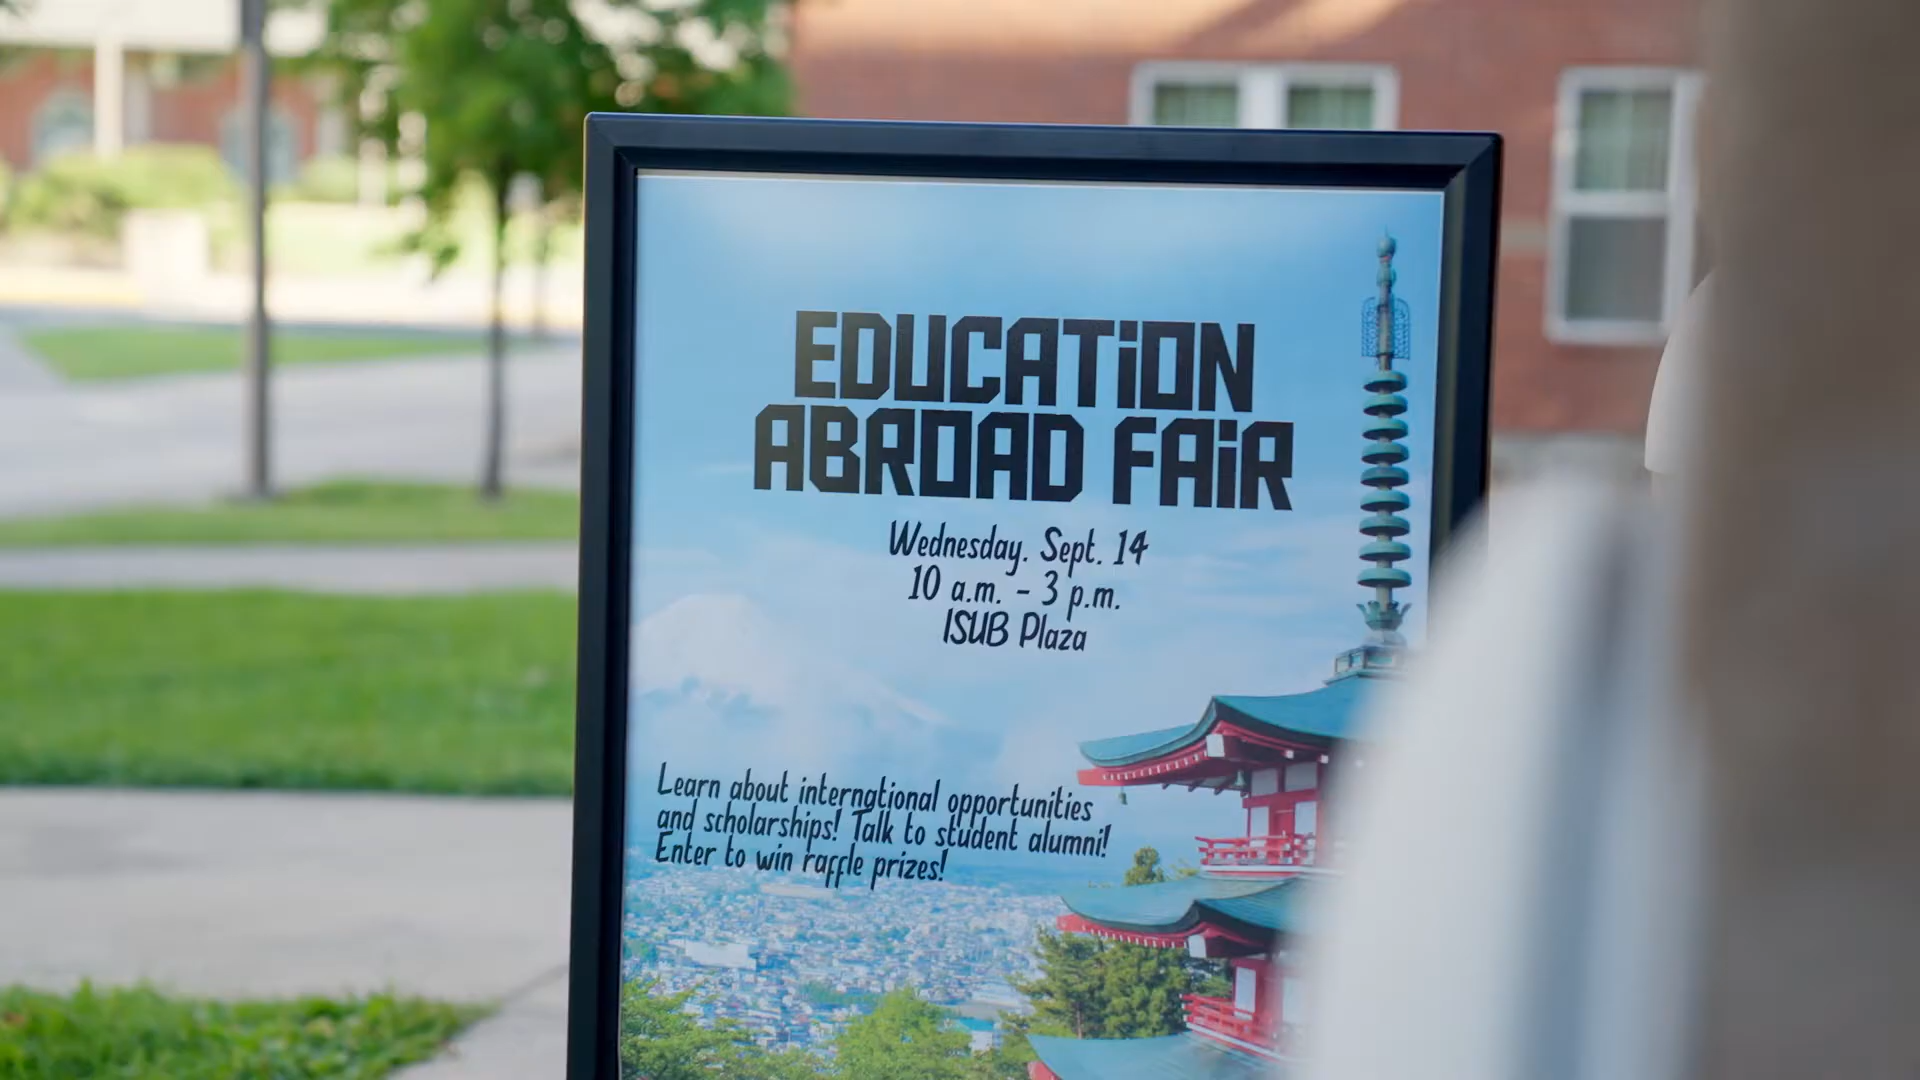 EDUCATION
ABROAD FAIR
Wednesday. Sept. 14
10 a.m. - 3 p.m.
ISUB Plaza
Learn about international opportunities
and scholarships! Talk to student alumni!
Enter to win raffle prizes!